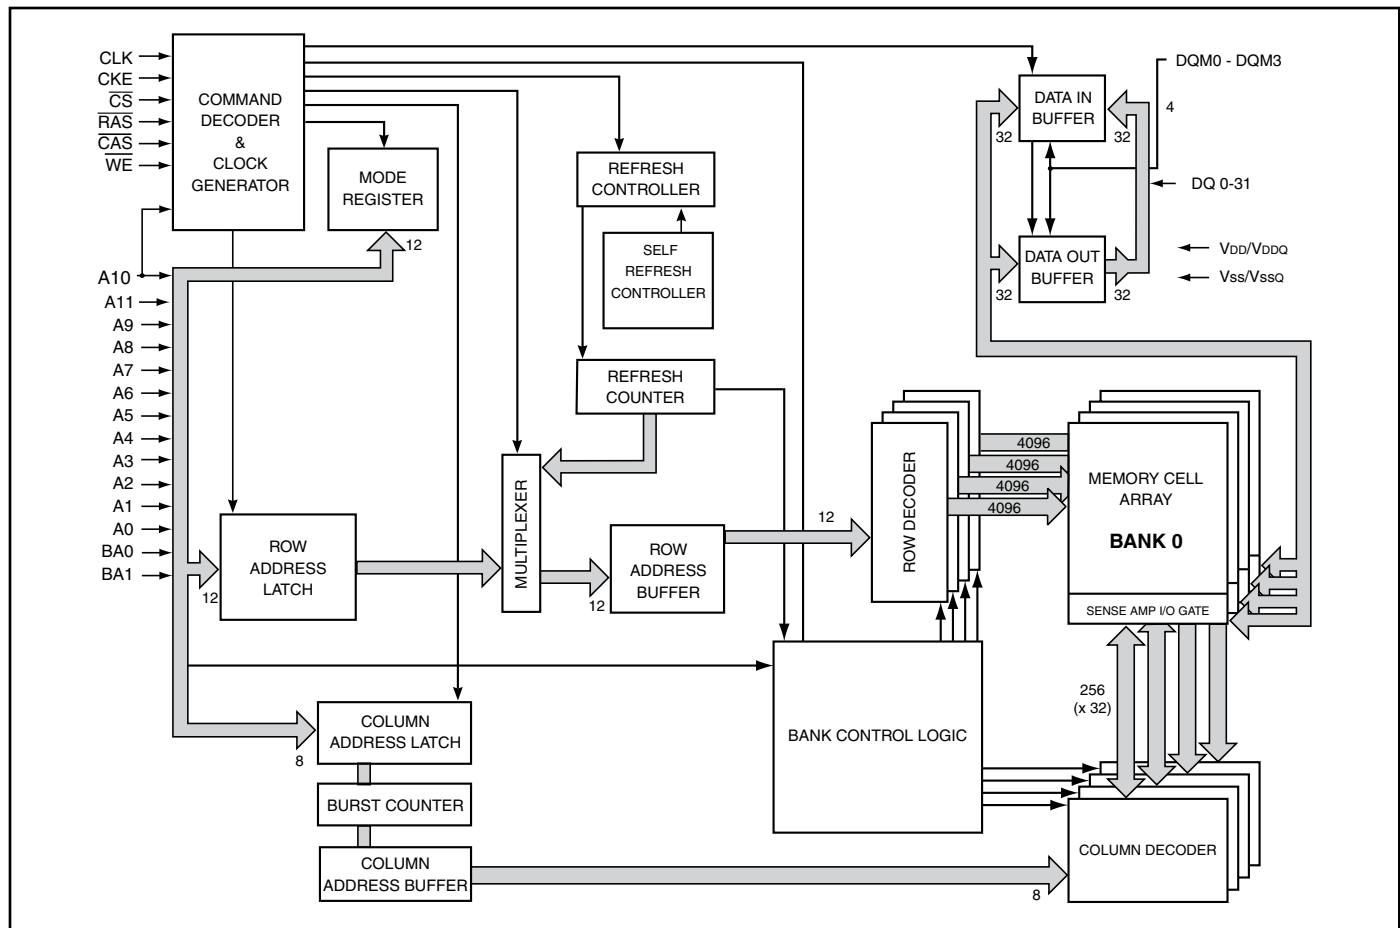 CLK
CKE
CS
RAS
CAS
WE
A10
A11
A9
A8
A7
A6
A5
A4
A3
A2
A1
A0
BA0
BA1
COMMAND
DECODER
&
CLOCK
GENERATOR
MODE
REGISTER
12
REFRESH
CONTROLLER
SELF
REFRESH
CONTROLLER
REFRESH
COUNTER
DATA IN
BUFFER
32
32
DQM0 - DQM3
4
DQ 0-31
DATA OUT
BUFFER
32
32
VDD/VDDQ
Vss/VssQ
12
ROW
ADDRESS
LATCH
MULTIPLEXER
12
ROW
ADDRESS
BUFFER
12
ROW DECODER
4096
4096
4096
4096
MEMORY CELL
ARRAY
BANK 0
SENSE AMP I/O GATE
256
(x 32)
BANK CONTROL LOGIC
8
COLUMN
ADDRESS LATCH
BURST COUNTER
COLUMN
ADDRESS BUFFER
8
COLUMN DECODER